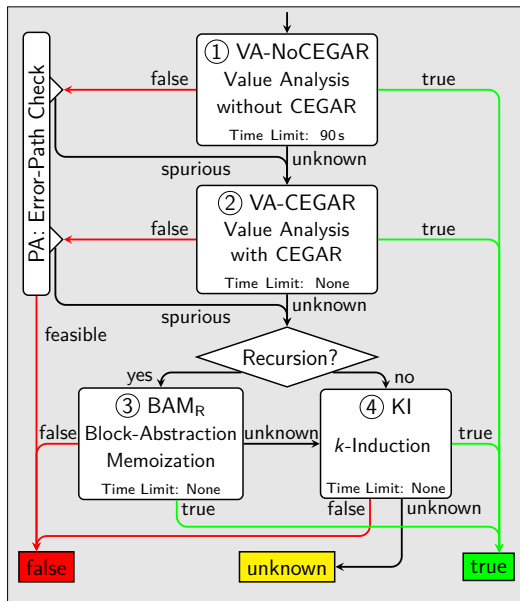 ① VA-NoCEGAR
Value Analysis
without CEGAR
Time Limit: 90 s
false
true
PA: Error-Path Check
spurious
unknown
② VA-CEGAR
Value Analysis
with CEGAR
Time Limit: None
false
true
spurious
unknown
feasible
Recursion?
yes
no
③ BAM_R
Block-Abstraction
Memoization
Time Limit: None
false
unknown
true
④ KI
k-Induction
Time Limit: None
true
false
unknown
false
unknown
true